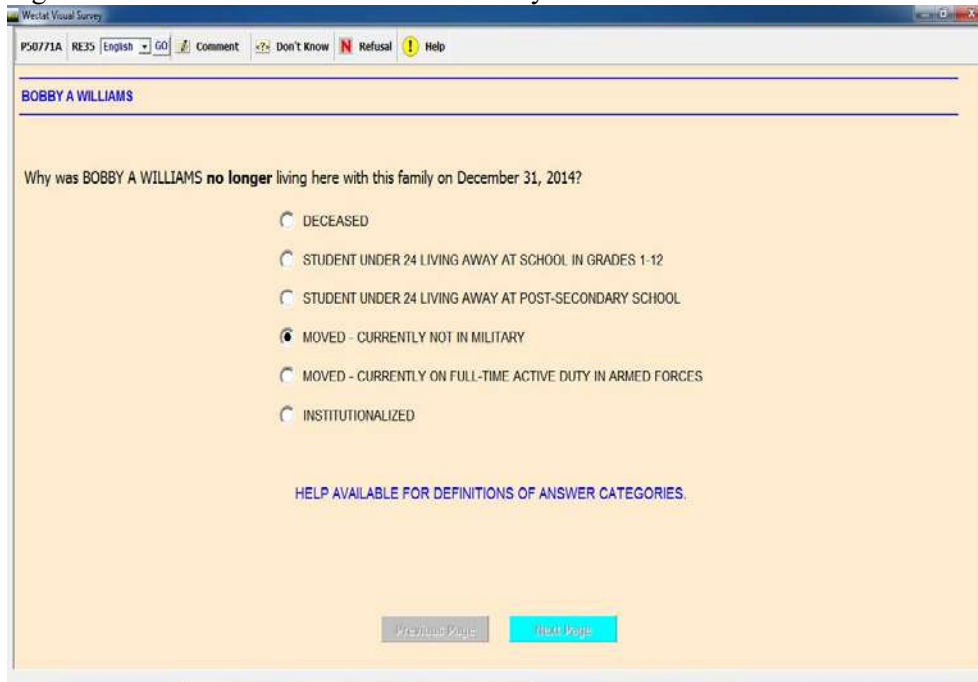 Westat Visual Survey
P50771A RE35 English GO Comment <?> Don't Know N Refusal ! Help
BOBBY A WILLIAMS
Why was BOBBY A WILLIAMS no longer living here with this family on December 31, 2014?
DECEASED
STUDENT UNDER 24 LIVING AWAY AT SCHOOL IN GRADES 1-12
STUDENT UNDER 24 LIVING AWAY AT POST-SECONDARY SCHOOL
MOVED - CURRENTLY NOT IN MILITARY
MOVED - CURRENTLY ON FULL-TIME ACTIVE DUTY IN ARMED FORCES
INSTITUTIONALIZED
HELP AVAILABLE FOR DEFINITIONS OF ANSWER CATEGORIES.
Previous Page Next Page